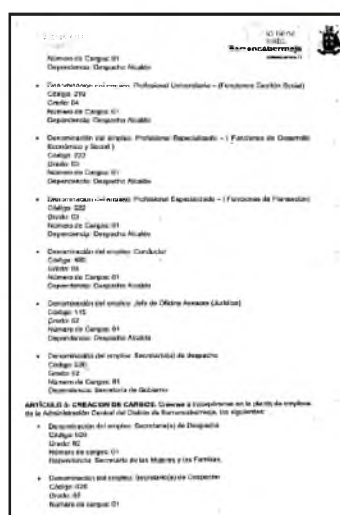 Barrancabermeja
Número de Cargos: 01
Dependencia: Despacho Alcalde
• Denominación del empleo: Profesional Universitario – (Funciones Gestión Social)
Código: 219
Grado: 04
Número de Cargos: 01
Dependencia: Despacho Alcalde
• Denominación del empleo: Profesional Especializado – ( Funciones de Desarrollo
Económico y Social )
Código: 222
Grado: 03
Número de Cargos: 01
Dependencia: Despacho Alcalde
• Denominación del empleo: Profesional Especializado – ( Funciones de Planeación)
Código: 222
Grado: 03
Número de Cargos: 01
Dependencia: Despacho Alcalde
• Denominación del empleo: Conductor
Código: 480
Grado:
Número de Cargos: 01
Dependencia: Despacho Alcalde
• Denominación del empleo: Jefe de Oficina Asesora (Jurídica)
Código: 115
Grado: 02
Número de Cargos: 01
Dependencia: Despacho Alcalde
• Denominación del empleo: Secretario(a) de despacho
Código: 020
Grado: 02
Número de Cargos: 01
Dependencia: Secretaría de Gobierno
ARTÍCULO 5: CREACIÓN DE CARGOS. Créense e incorpórense en la planta de empleos
de la Administración Central del Distrito de Barrancabermeja, los siguientes:
• Denominación del empleo: Secretario(a) de Despacho
Código: 020
Grado: 02
Número de cargos: 01
Dependencia: Secretaría de las Mujeres y las Familias.
• Denominación del empleo: Secretario(a) de Despacho
Código: 020
Grado: 02
Número de cargos: 01